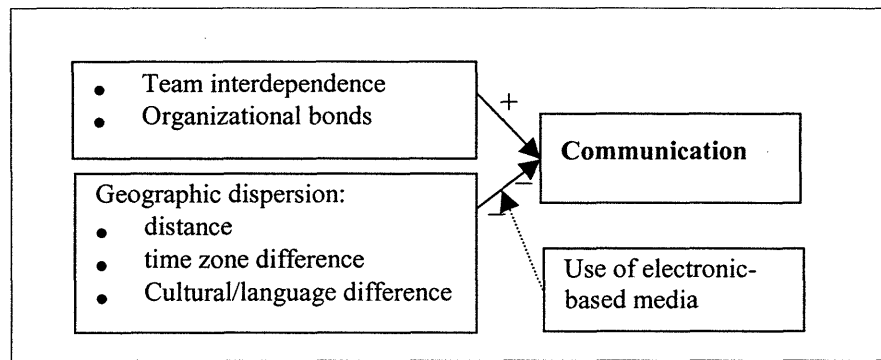 • Team interdependence
• Organizational bonds
+
Communication
Geographic dispersion:
• distance
• time zone difference
• Cultural/language difference
–
–
Use of electronic-
based media